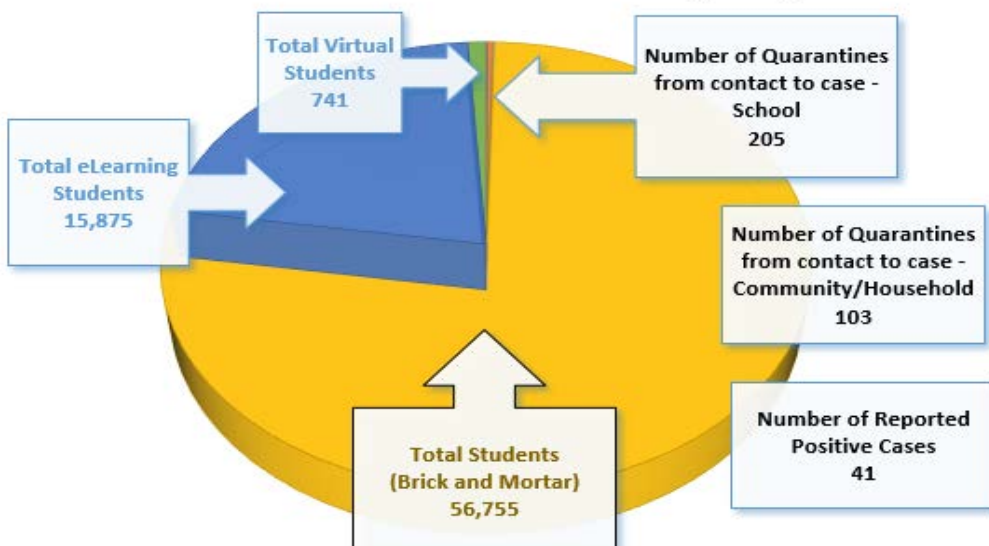 Total Virtual
Students
741
Number of Quarantines
from contact to case -
School
205
Total eLearning
Students
15,875
Number of Quarantines
from contact to case -
Community/Household
103
Number of Reported
Positive Cases
41
Total Students
(Brick and Mortar)
56,755